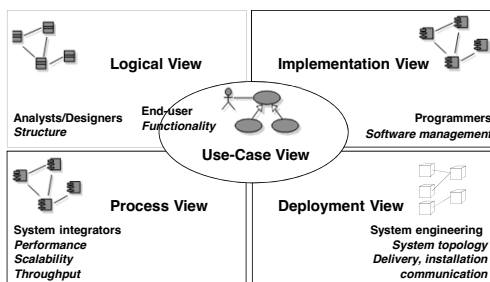 Logical View
Analysts/Designers
Structure
Implementation View
Programmers
Software management
End-user
Functionality
Use-Case View
Process View
System integrators
Performance
Scalability
Throughput
Deployment View
System engineering
System topology
Delivery, installation
communication